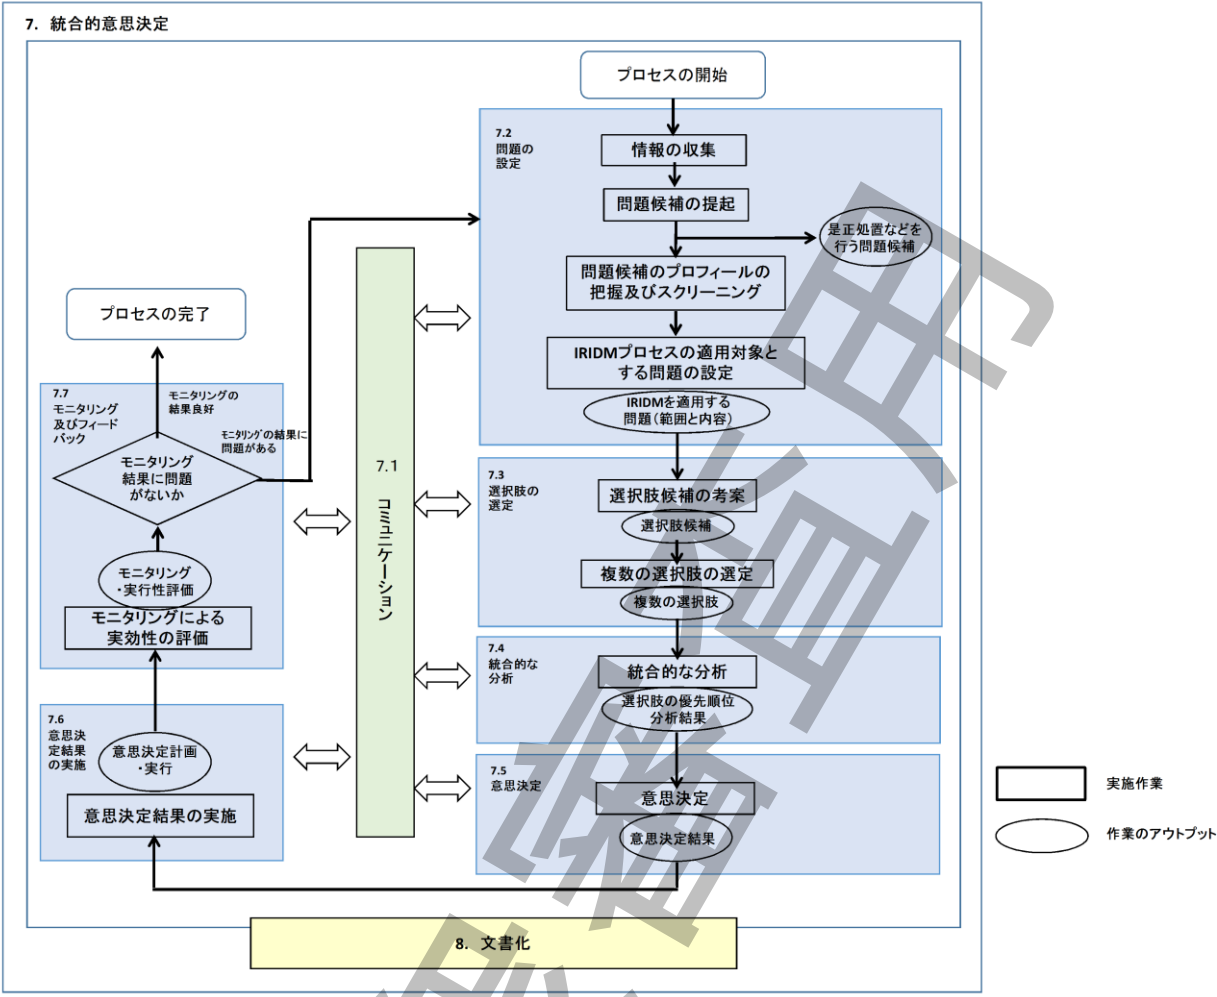 7. 統合的意思決定
プロセスの開始
7.2
問題の
設定
情報の収集
問題候補の提起
是正処置などを
行う問題候補
問題候補のプロフィールの
把握及びスクリーニング
IRIDMプロセスの適用対象と
する問題の設定
IRIDMを適用する
問題(範囲と内容)
7.3
選択肢の
選定
選択肢候補の考案
選択肢候補
複数の選択肢の選定
複数の選択肢
7.4
統合的な
分析
統合的な分析
選択肢の優先順位
分析結果
7.5
意思決定
意思決定
意思決定結果
7.1
コミュニケーション
プロセスの完了
7.7
モニタリング
及びフィード
バック
モニタリングの
結果良好
モニタリングの結果に
問題がある
モニタリング
結果に問題
がないか
モニタリング
・実行性評価
モニタリングによる
実効性の評価
7.6
意思決
定結果
の実施
意思決定計画
・実行
意思決定結果の実施
8. 文書化
実施作業
作業のアウトプット